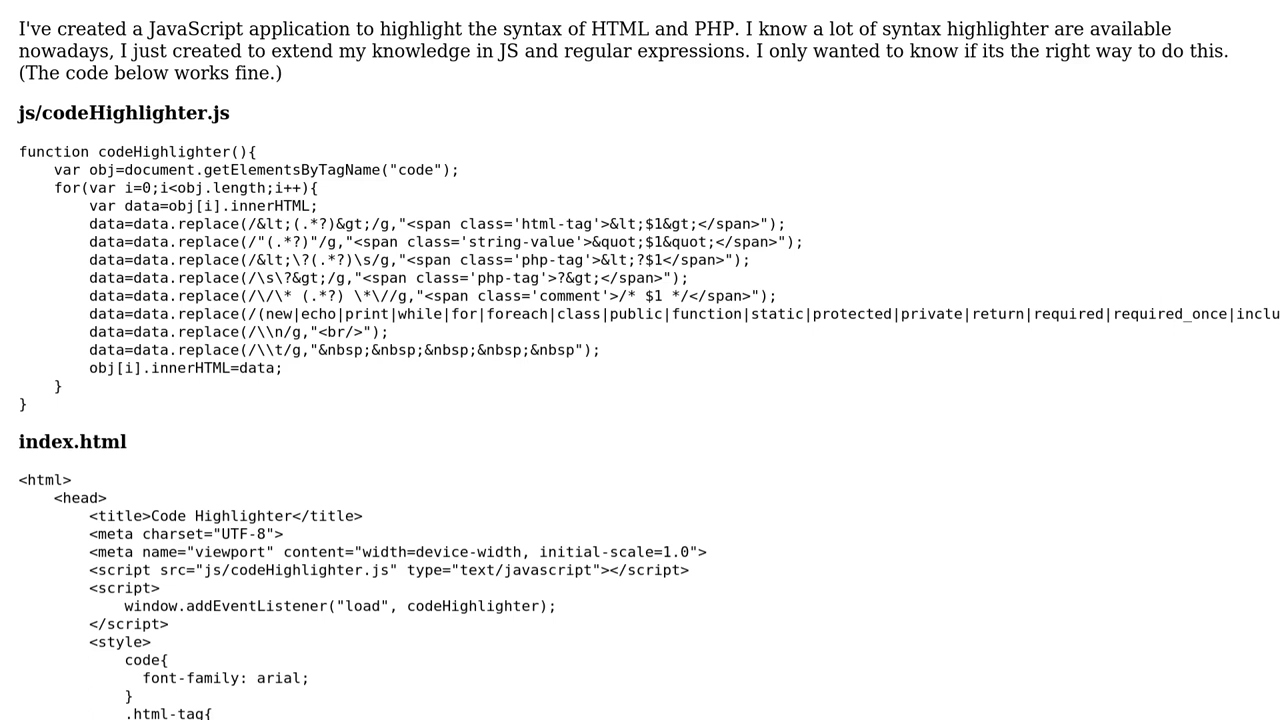 I've created a JavaScript application to highlight the syntax of HTML and PHP. I know a lot of syntax highlighter are available
nowadays, I just created to extend my knowledge in JS and regular expressions. I only wanted to know if its the right way to do this.
(The code below works fine.)
js/codeHighlighter.js
function codeHighlighter(){
    var obj=document.getElementsByTagName("code");
    for(var i=0;i<obj.length;i++){
        var data=obj[i].innerHTML;
        data=data.replace(/&lt;(.*?)&gt;/g,"<span class='html-tag'>&lt;$1&gt;</span>");
        data=data.replace(/"(.*?)"/g,"<span class='string-value'>&quot;$1&quot;</span>");
        data=data.replace(/&lt;\?(.*?)\s/g,"<span class='php-tag'>&lt;?$1</span>");
        data=data.replace(/\s\?&gt;/g,"<span class='php-tag'>?&gt;</span>");
        data=data.replace(/\/\* (.*?) \*\//g,"<span class='comment'>/* $1 */</span>");
        data=data.replace(/(new|echo|print|while|for|foreach|class|public|function|static|protected|private|return|required|required_once|inclu
        data=data.replace(/\\n/g,"<br/>");
        data=data.replace(/\\t/g,"&nbsp;&nbsp;&nbsp;&nbsp;&nbsp");
        obj[i].innerHTML=data;
    }
}
index.html
<html>
    <head>
        <title>Code Highlighter</title>
        <meta charset="UTF-8">
        <meta name="viewport" content="width=device-width, initial-scale=1.0">
        <script src="js/codeHighlighter.js" type="text/javascript"></script>
        <script>
            window.addEventListener("load", codeHighlighter);
        </script>
        <style>
            code{
              font-family: arial;
            }
            .html-tag{